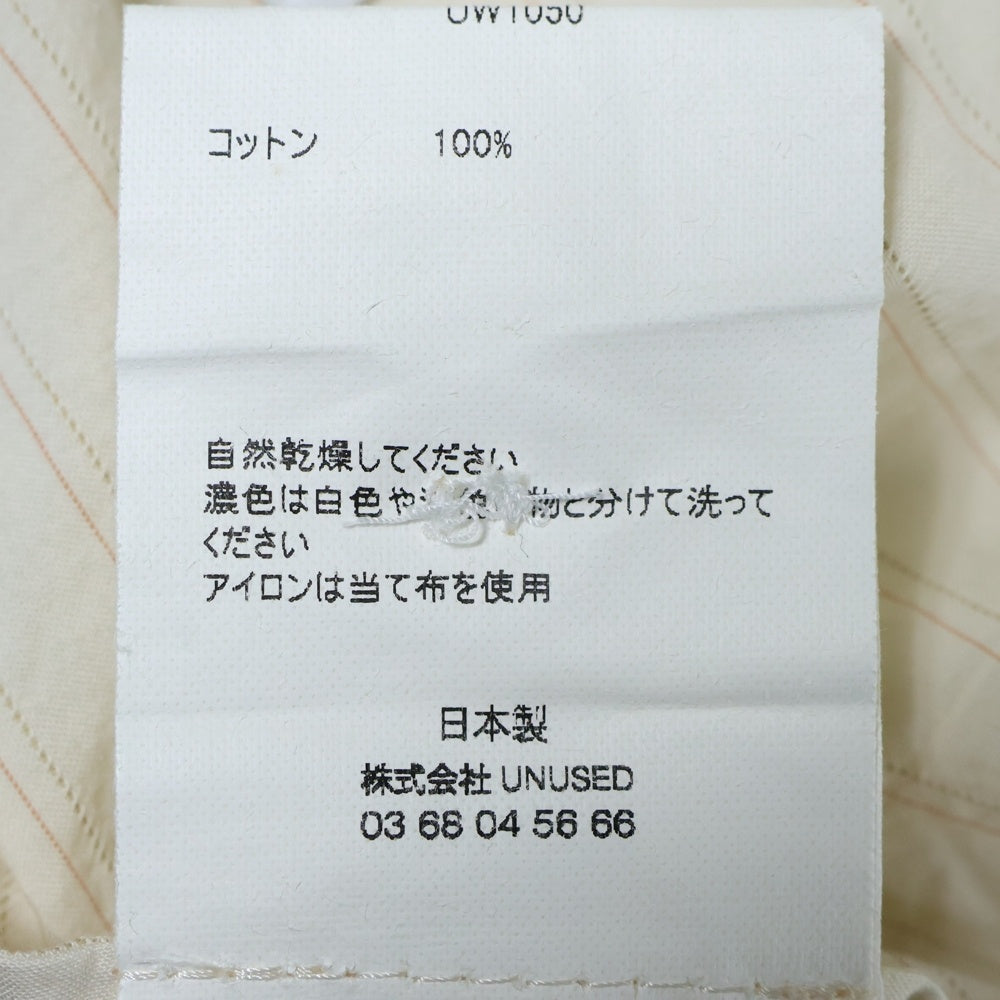 UW1050
コットン 100%
自然乾燥してください
濃色は白色や 物と分けて洗って
ください
アイロンは当て布を使用
日本製
株式会社 UNUSED
03 68 04 56 66